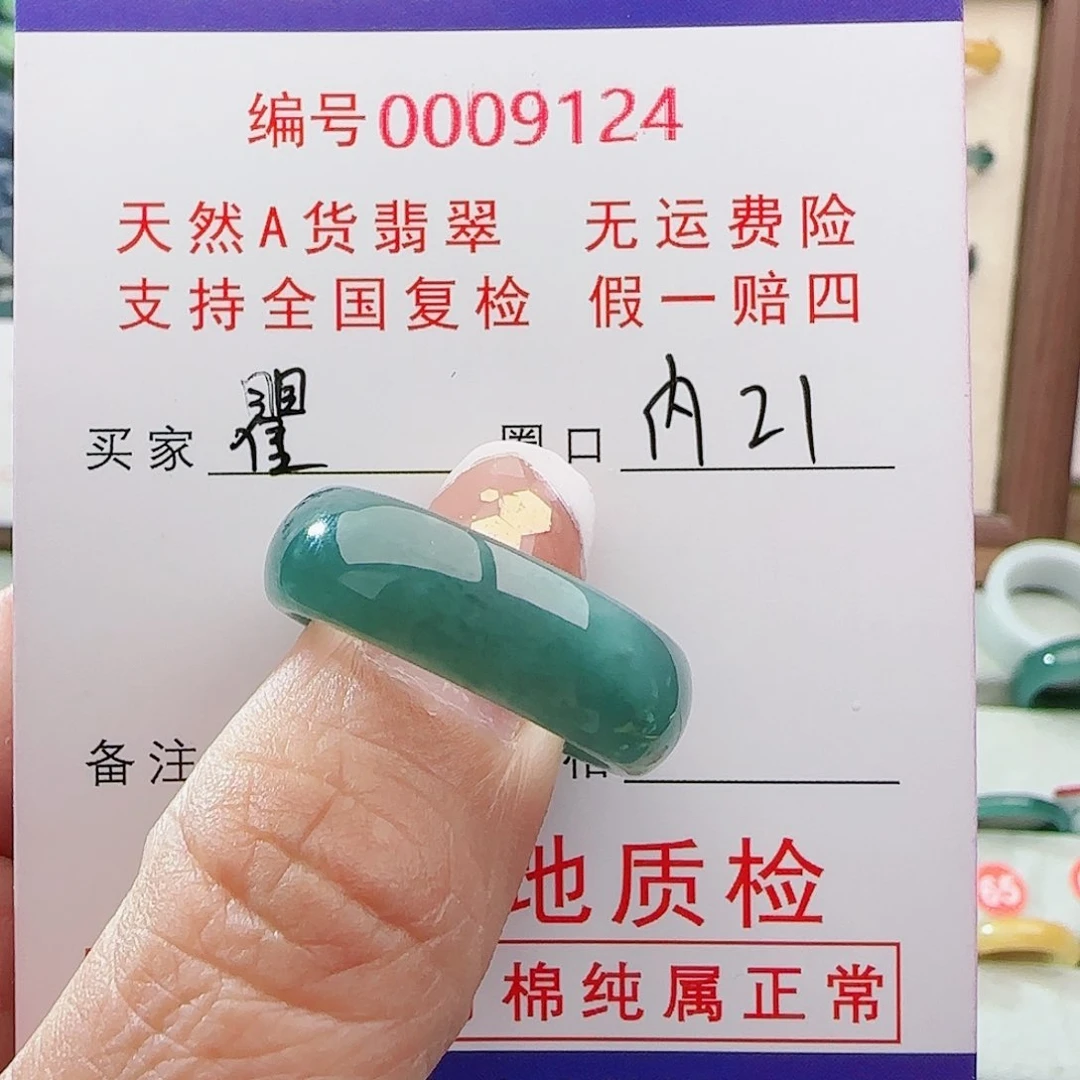 编号0009124
天然A货翡翠 无运费险
支持全国复检 假一赔四
买家 翟 圈口 内21
备注
地质检
棉纯属正常
65